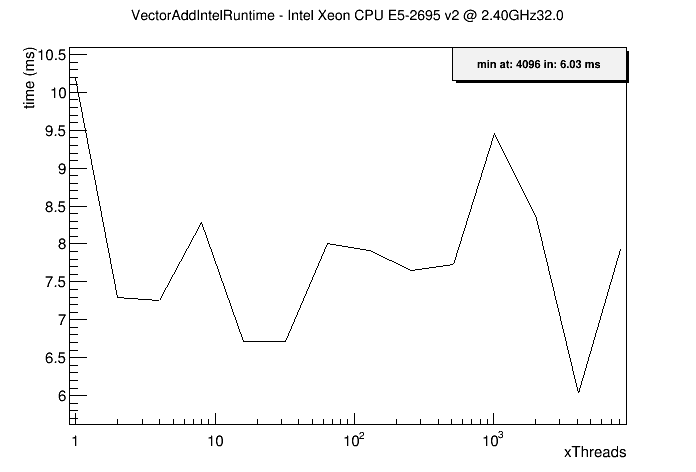 VectorAddIntelRuntime - Intel Xeon CPU E5-2695 v2 @ 2.40GHz32.0
time (ms)
min at: 4096 in: 6.03 ms
10.5
10
9.5
9
8.5
8
7.5
7
6.5
6
1 10 10² 10³
xThreads